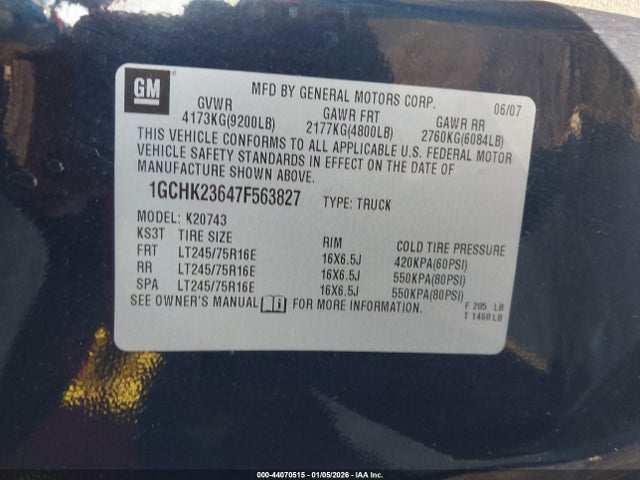 GM
MFD BY GENERAL MOTORS CORP. 06/07
GVWR GAWR FRT GAWR RR
4173KG(9200LB) 2177KG(4800LB) 2760KG(6084LB)
THIS VEHICLE CONFORMS TO ALL APPLICABLE U.S. FEDERAL MOTOR
VEHICLE SAFETY STANDARDS IN EFFECT ON THE DATE OF
MANUFACTURE SHOWN ABOVE.
1GCHK23647F563827 TYPE: TRUCK
MODEL: K20743
KS3T TIRE SIZE RIM COLD TIRE PRESSURE
FRT LT245/75R16E 16X6.5J 420KPA(60PSI)
RR LT245/75R16E 16X6.5J 550KPA(80PSI)
SPA LT245/75R16E 16X6.5J 550KPA(80PSI)
SEE OWNER'S MANUAL FOR MORE INFORMATION.
F 205 LB
T 1460 LB
000-44070515 - 01/05/2026 - IAA Inc.